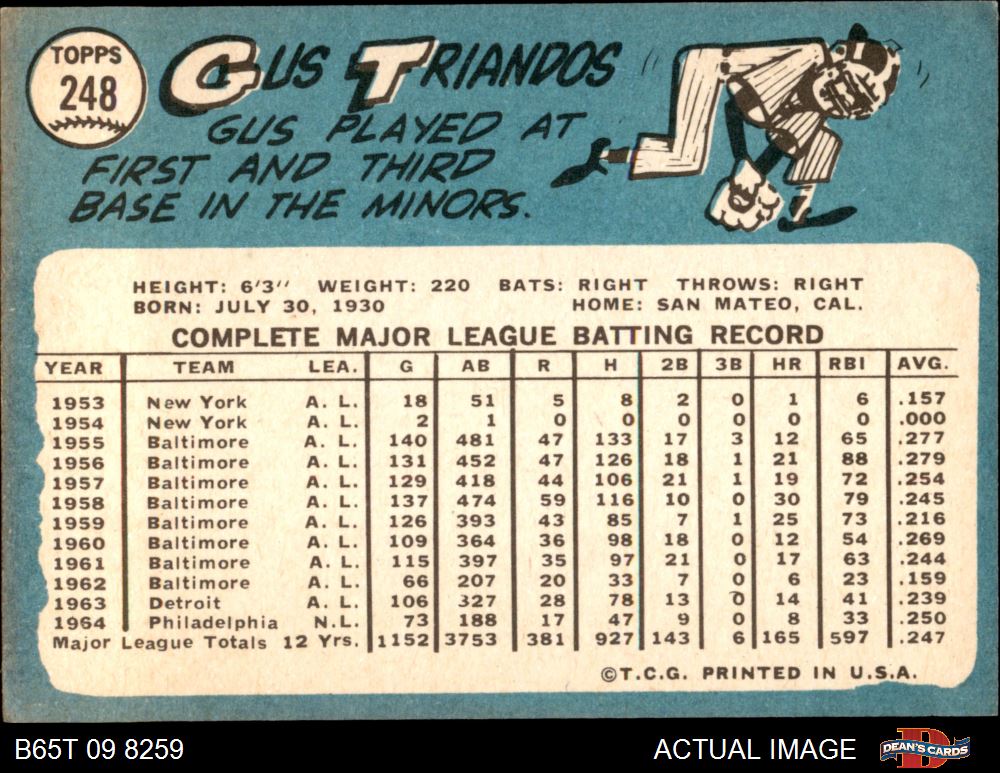 TOPPS
248
GUS TRIANDOS
GUS PLAYED AT
FIRST AND THIRD
BASE IN THE MINORS.
HEIGHT: 6'3" WEIGHT: 220 BATS: RIGHT THROWS: RIGHT
BORN: JULY 30, 1930 HOME: SAN MATEO, CAL.
COMPLETE MAJOR LEAGUE BATTING RECORD
YEAR TEAM LEA. G AB R H 2B 3B HR RBI AVG.
1953 New York A. L. 18 51 5 8 2 0 1 6 .157
1954 New York A. L. 2 1 0 0 0 0 0 0 .000
1955 Baltimore A. L. 140 481 47 133 17 3 12 65 .277
1956 Baltimore A. L. 131 452 47 126 18 1 21 88 .279
1957 Baltimore A. L. 129 418 44 106 21 1 19 72 .254
1958 Baltimore A. L. 137 474 59 116 10 0 30 79 .245
1959 Baltimore A. L. 126 393 43 85 7 1 25 73 .216
1960 Baltimore A. L. 109 364 36 98 18 0 12 54 .269
1961 Baltimore A. L. 115 397 35 97 21 0 17 63 .244
1962 Baltimore A. L. 66 207 20 33 7 0 6 23 .159
1963 Detroit A. L. 106 327 28 78 13 0 14 41 .239
1964 Philadelphia N.L. 73 188 17 47 9 0 8 33 .250
Major League Totals 12 Yrs. 1152 3753 381 927 143 6 165 597 .247
©T.C.G. PRINTED IN U.S.A.
B65T 09 8259 ACTUAL IMAGE DEAN'S CARDS